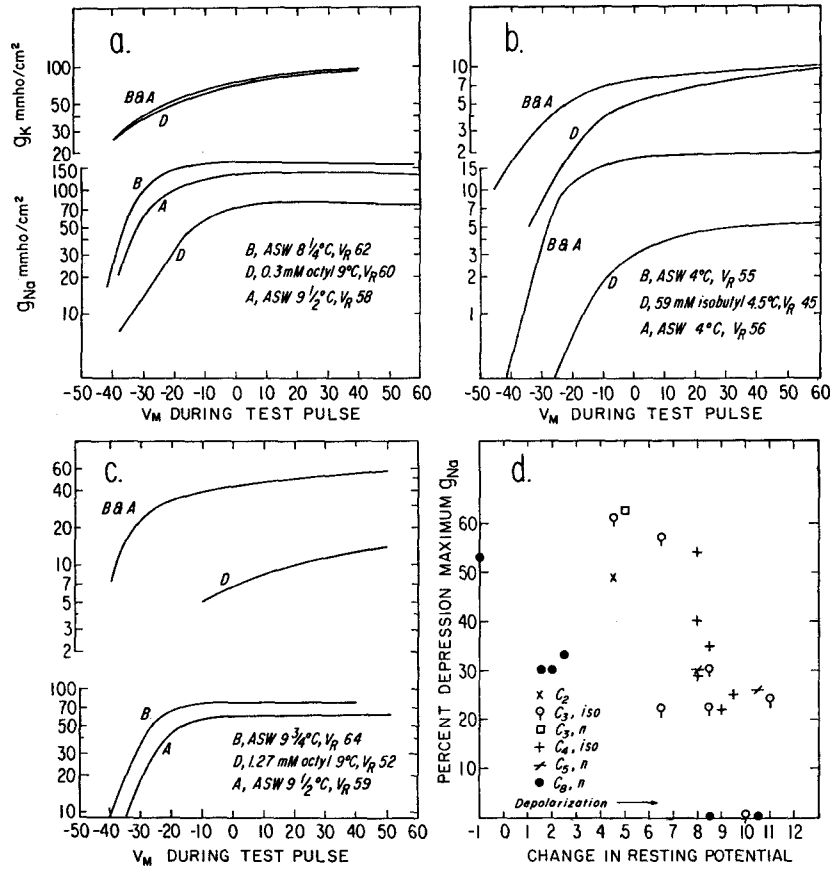 a.
gK mmho/cm²
100
50
30
20
B&A
D
gNa mmho/cm²
150
100
70
50
30
10
B
A
D
B, ASW 8 1/4°C, VR 62
D, 0.3 mM octyl 9°C, VR 60
A, ASW 9 1/2°C, VR 58
-50 -40 -30 -20 -10 0 10 20 30 40 50 60
VM DURING TEST PULSE
b.
10
7
5
3
2
B&A
D
15
10
7
5
3
2
1
B&A
D
B, ASW 4°C, VR 55
D, 59 mM isobutyl 4.5°C, VR 45
A, ASW 4°C, VR 56
-50 -40 -30 -20 -10 0 10 20 30 40 50 60
VM DURING TEST PULSE
c.
60
40
20
10
7
5
3
2
B&A
D
100
70
50
30
20
10
B.
A
B, ASW 9 3/4°C, VR 64
D, 1.27 mM octyl 9°C, VR 52
A, ASW 9 1/2°C, VR 59
-50 -40 -30 -20 -10 0 10 20 30 40 50 60
VM DURING TEST PULSE
d.
PERCENT DEPRESSION MAXIMUM gNa
60
50
40
30
20
10
C2
C3, iso
C3, n
C4, iso
C5, n
C8, n
Depolarization
-1 0 1 2 3 4 5 6 7 8 9 10 11 12
CHANGE IN RESTING POTENTIAL